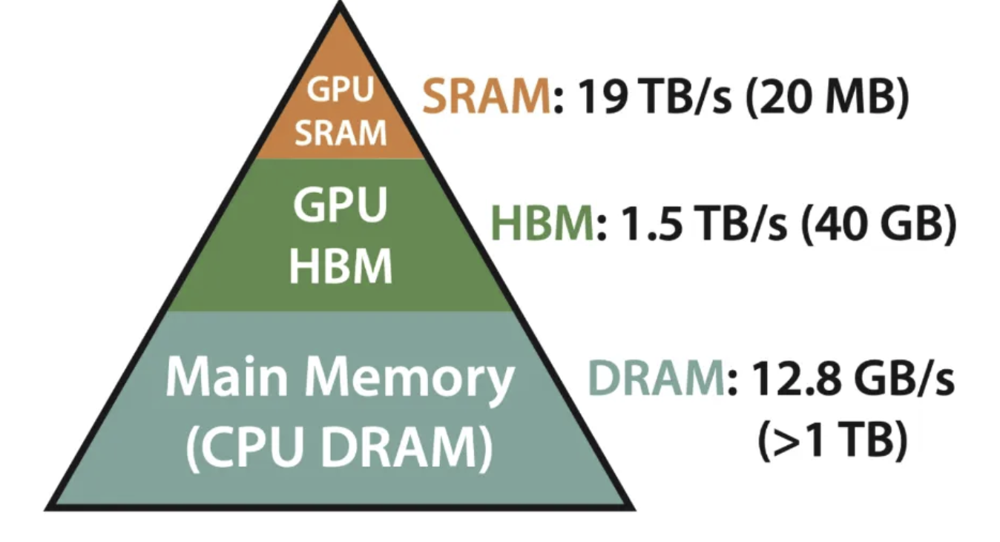 GPU
SRAM
SRAM: 19 TB/s (20 MB)
GPU
HBM
HBM: 1.5 TB/s (40 GB)
Main Memory
(CPU DRAM)
DRAM: 12.8 GB/s
(>1 TB)